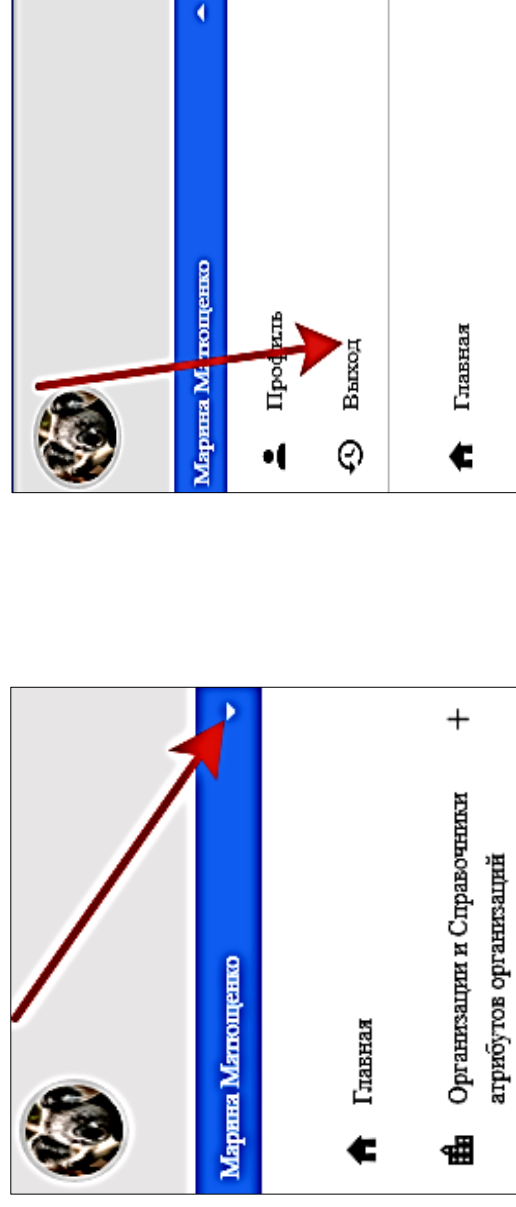 Марина Матющенко
Главная
Организации и Справочники
атрибутов организаций
Марина Матющенко
Профиль
Выход
Главная